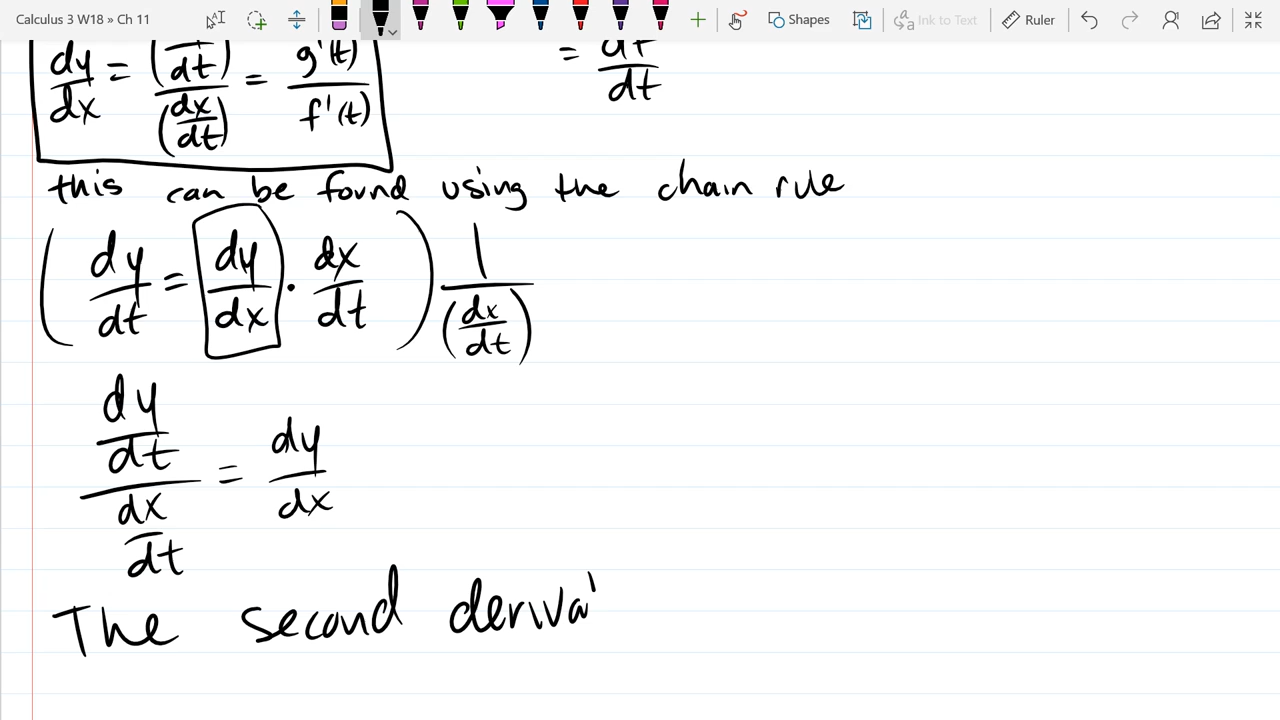 Calculus 3 W18 » Ch 11 Shapes Ink to Text Ruler
dy/dx = (dy/dt)/(dx/dt) = g'(t)/f'(t)
= dt
this can be found using the chain rule
(dy/dt = dy/dx · dx/dt) 1/(dx/dt)
dy/dt / dx/dt = dy/dx
The second deriva